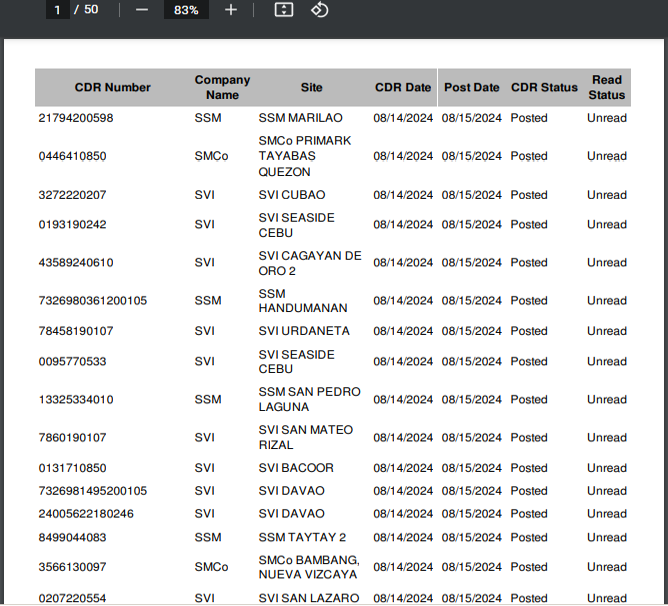 1 / 50 83%
CDR Number Company Name Site CDR Date Post Date CDR Status Read Status
21794200598 SSM SSM MARILAO 08/14/2024 08/15/2024 Posted Unread
0446410850 SMCo SMCo PRIMARK TAYABAS QUEZON 08/14/2024 08/15/2024 Posted Unread
3272220207 SVI SVI CUBAO 08/14/2024 08/15/2024 Posted Unread
0193190242 SVI SVI SEASIDE CEBU 08/14/2024 08/15/2024 Posted Unread
43589240610 SVI SVI CAGAYAN DE ORO 2 08/14/2024 08/15/2024 Posted Unread
7326980361200105 SSM SSM HANDUMANAN 08/14/2024 08/15/2024 Posted Unread
78458190107 SVI SVI URDANETA 08/14/2024 08/15/2024 Posted Unread
0095770533 SVI SVI SEASIDE CEBU 08/14/2024 08/15/2024 Posted Unread
13325334010 SSM SSM SAN PEDRO LAGUNA 08/14/2024 08/15/2024 Posted Unread
7860190107 SVI SVI SAN MATEO RIZAL 08/14/2024 08/15/2024 Posted Unread
0131710850 SVI SVI BACOOR 08/14/2024 08/15/2024 Posted Unread
7326981495200105 SVI SVI DAVAO 08/14/2024 08/15/2024 Posted Unread
24005622180246 SVI SVI DAVAO 08/14/2024 08/15/2024 Posted Unread
8499044083 SSM SSM TAYTAY 2 08/14/2024 08/15/2024 Posted Unread
3566130097 SMCo SMCo BAMBANG, NUEVA VIZCAYA 08/14/2024 08/15/2024 Posted Unread
0207220554 SVI SVI SAN LAZARO 08/14/2024 08/15/2024 Posted Unread